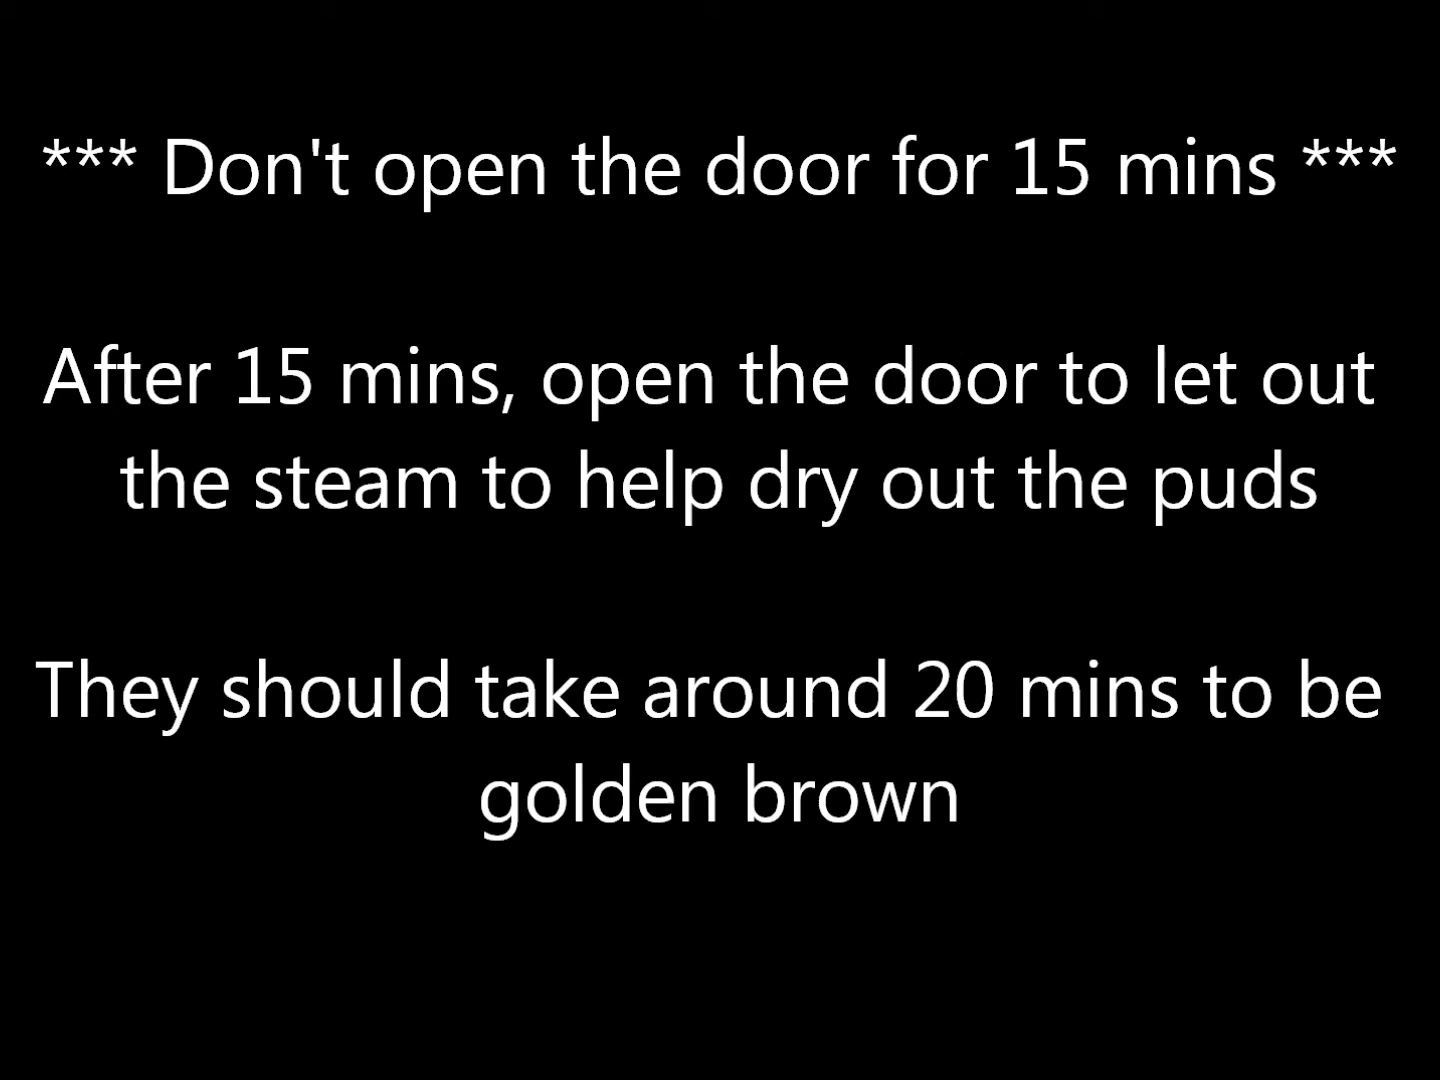 *** Don't open the door for 15 mins ***
After 15 mins, open the door to let out
the steam to help dry out the puds
They should take around 20 mins to be
golden brown